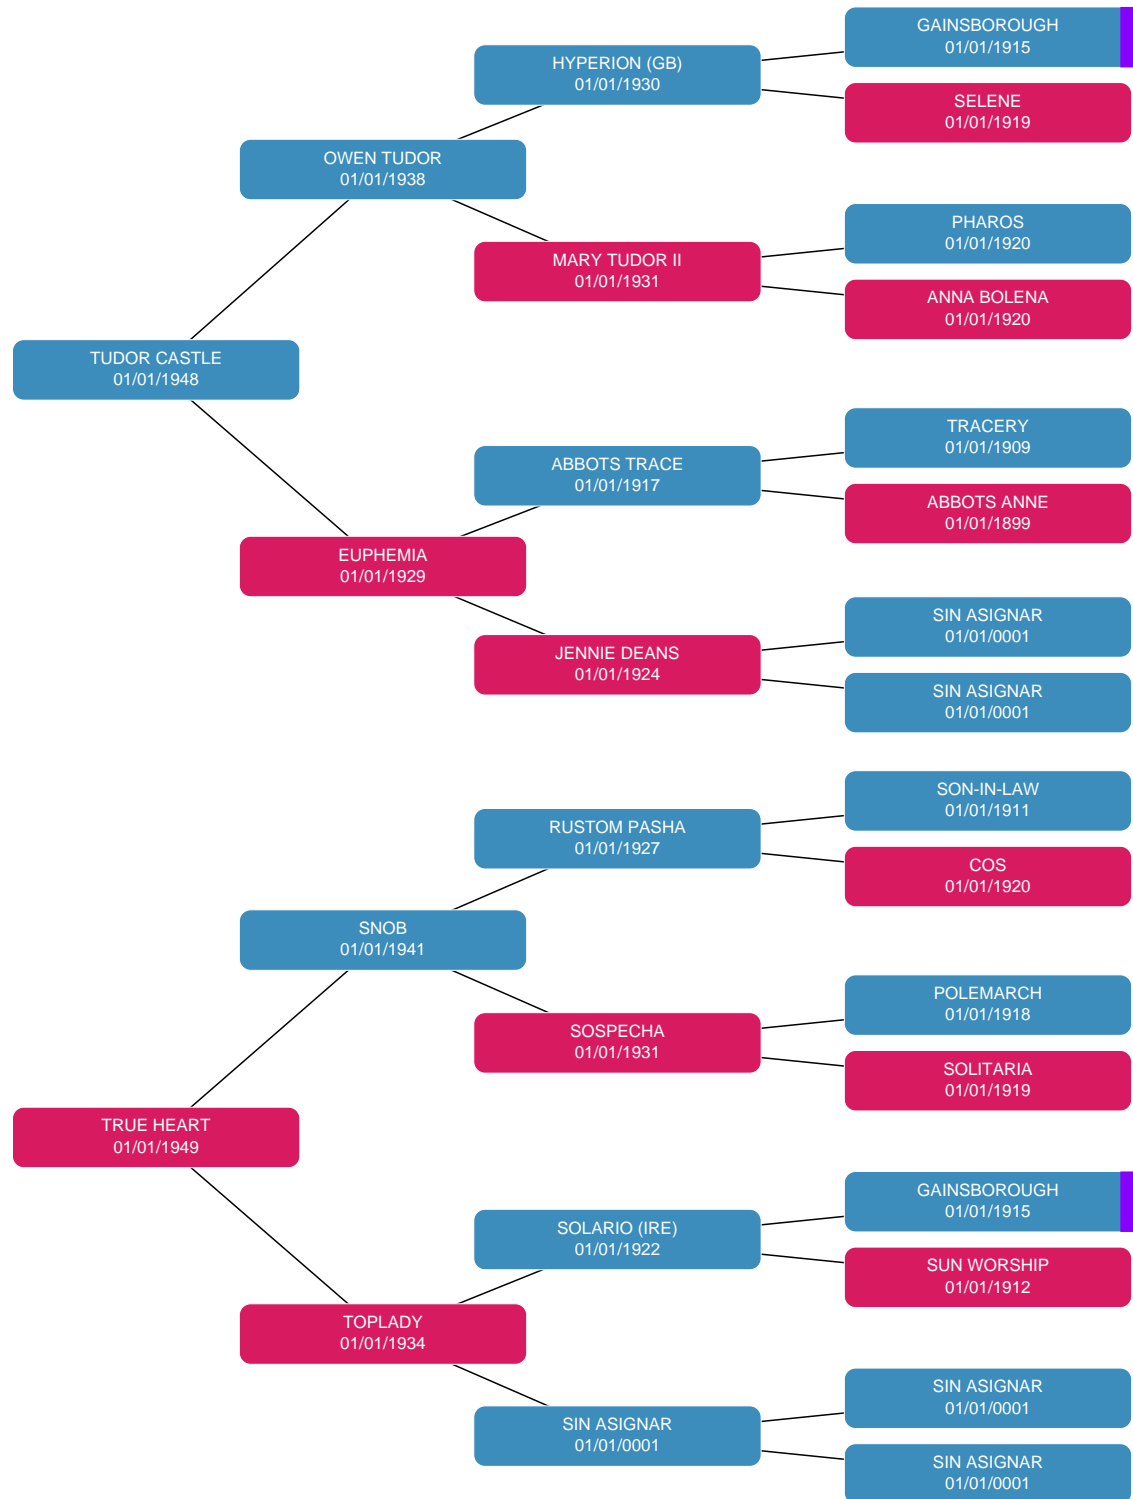 GAINSBOROUGH
01/01/1915
HYPERION (GB)
01/01/1930
SELENE
01/01/1919
OWEN TUDOR
01/01/1938
PHAROS
01/01/1920
MARY TUDOR II
01/01/1931
ANNA BOLENA
01/01/1920
TUDOR CASTLE
01/01/1948
TRACERY
01/01/1909
ABBOTS TRACE
01/01/1917
ABBOTS ANNE
01/01/1899
EUPHEMIA
01/01/1929
SIN ASIGNAR
01/01/0001
JENNIE DEANS
01/01/1924
SIN ASIGNAR
01/01/0001
SON-IN-LAW
01/01/1911
RUSTOM PASHA
01/01/1927
COS
01/01/1920
SNOB
01/01/1941
POLEMARCH
01/01/1918
SOSPECHA
01/01/1931
SOLITARIA
01/01/1919
TRUE HEART
01/01/1949
GAINSBOROUGH
01/01/1915
SOLARIO (IRE)
01/01/1922
SUN WORSHIP
01/01/1912
TOPLADY
01/01/1934
SIN ASIGNAR
01/01/0001
SIN ASIGNAR
01/01/0001
SIN ASIGNAR
01/01/0001